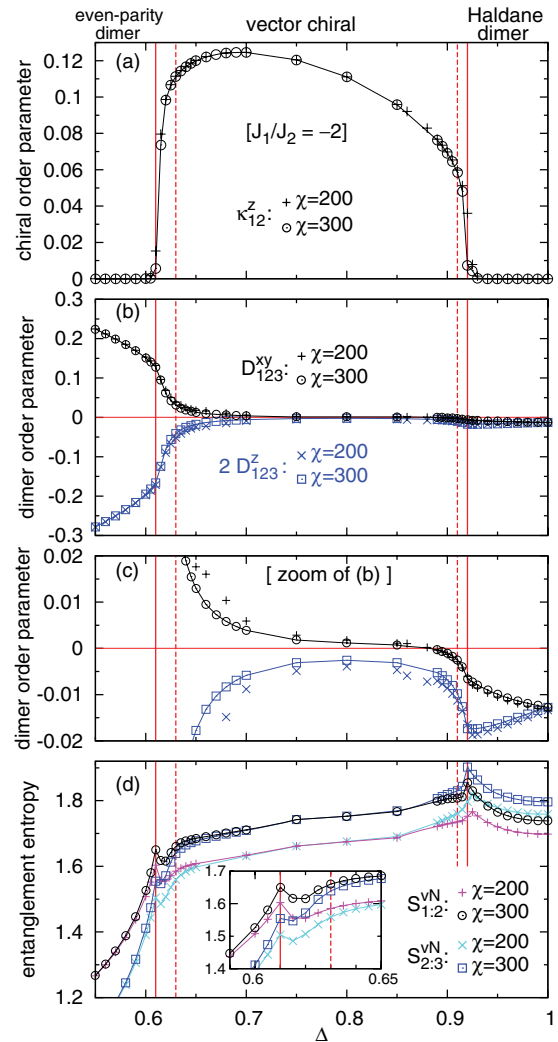 even-parity dimer
vector chiral
Haldane dimer
(a)
chiral order parameter
0.12
0.1
0.08
0.06
0.04
0.02
0
[J₁/J₂ = −2]
κᶻ₁₂: + χ=200
⊙ χ=300
(b)
dimer order parameter
0.3
0.2
0.1
0
-0.1
-0.2
-0.3
Dˣʸ₁₂₃: + χ=200
⊙ χ=300
2 Dᶻ₁₂₃: × χ=200
⊡ χ=300
(c)
[ zoom of (b) ]
dimer order parameter
0.02
0.01
0
-0.01
-0.02
(d)
entanglement entropy
1.8
1.6
1.4
1.2
1.6
1.5
1.4
0.6
0.65
S^vN_1:2: + χ=200
⊙ χ=300
S^vN_2:3: × χ=200
⊡ χ=300
0.6
0.7
0.8
0.9
1
Δ